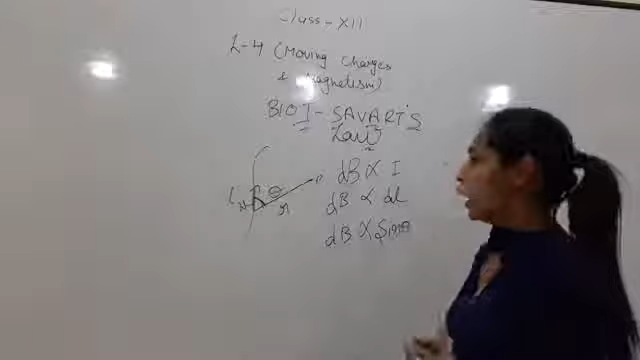 Class - XII
L-4 (Moving Charges
& Magnetism)
BIOT - SAVART'S
Law
dB ∝ I
dB ∝ dl
dB ∝ Sinθ
θ
r